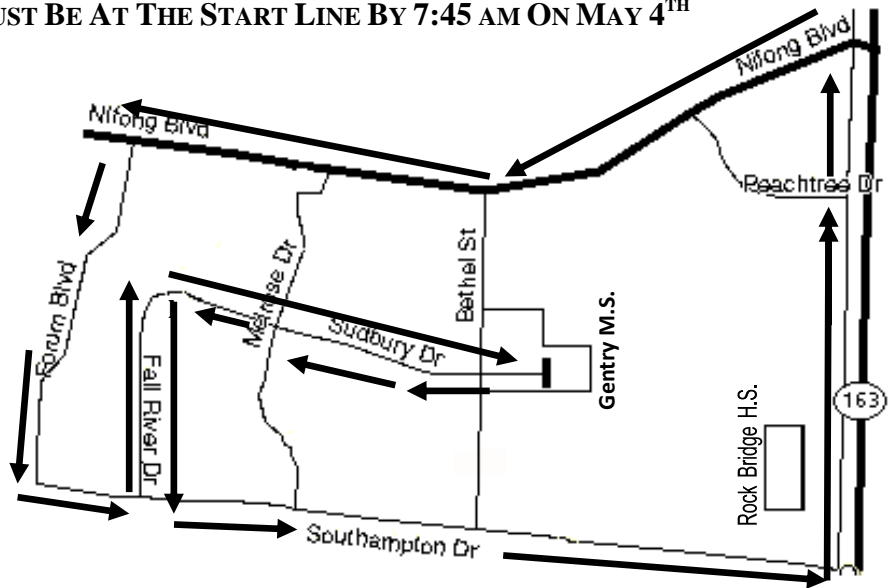 UST BE AT THE START LINE BY 7:45 AM ON MAY 4TH
Nifong Blvd
Nifong Blvd
Peachtree Dr
Forum Blvd
Melrose Dr
Bethel St
Sudbury Dr
Gentry M.S.
Fall River Dr
163
Rock Bridge H.S.
Southampton Dr